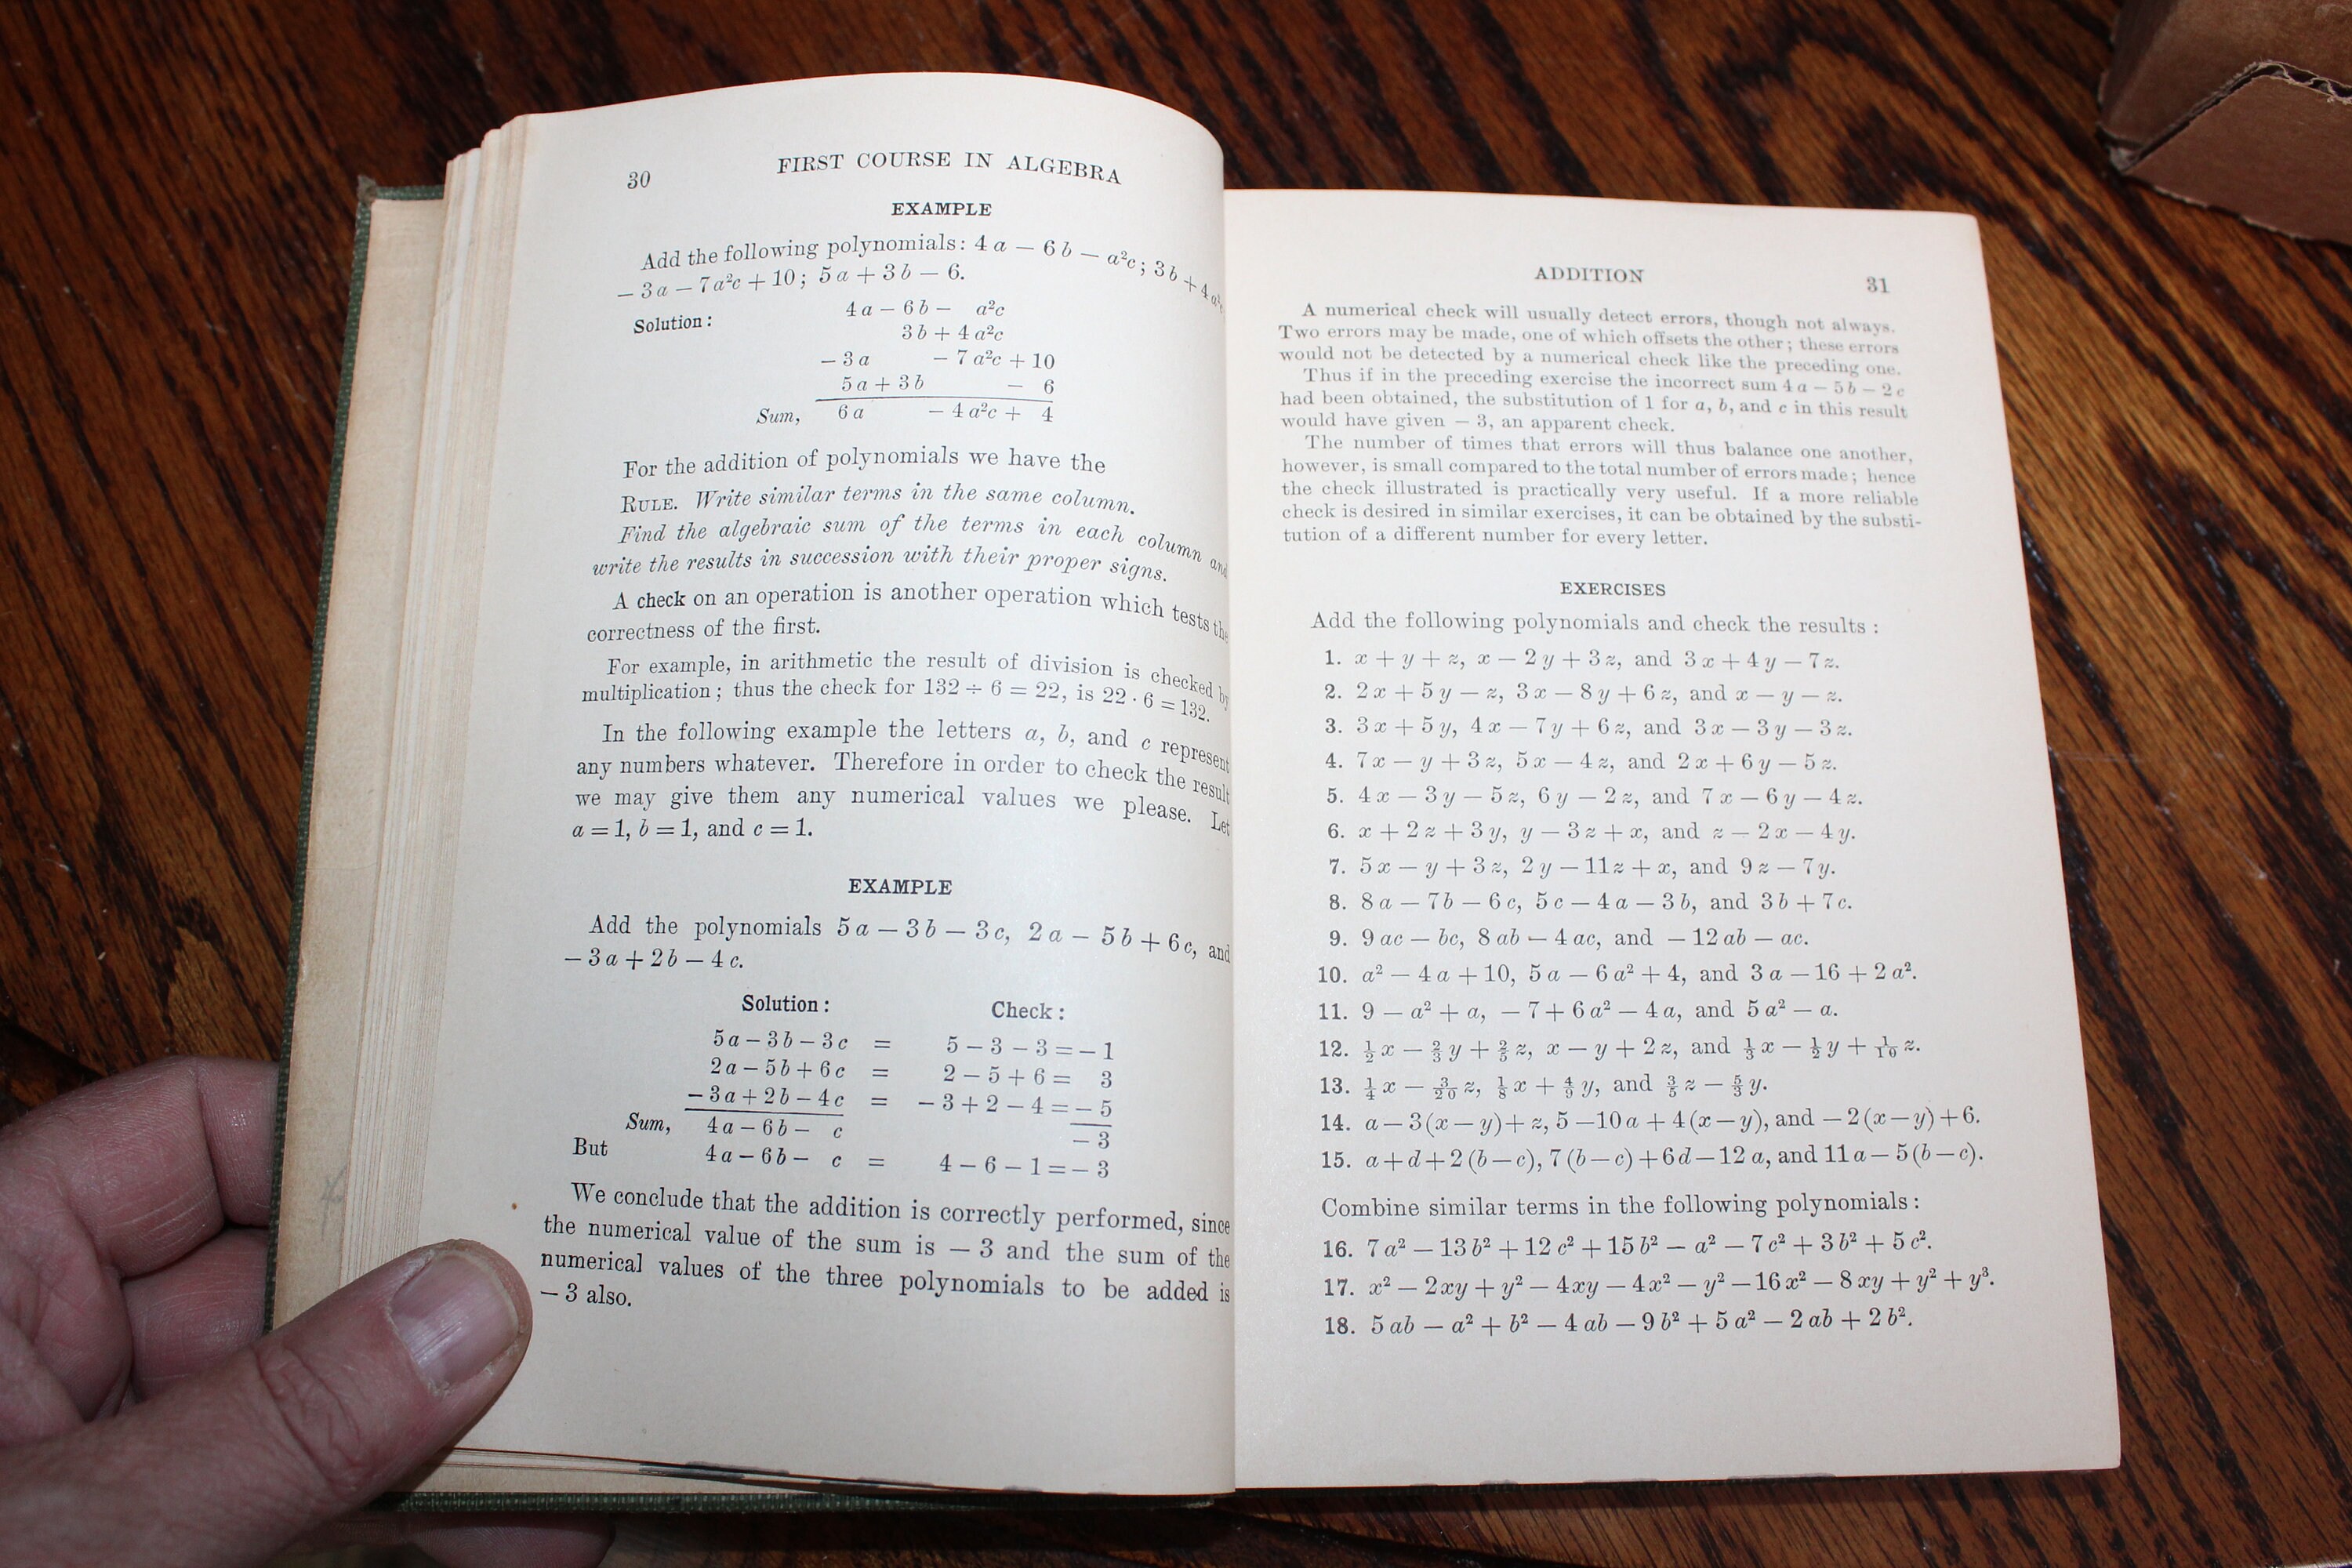 30 FIRST COURSE IN ALGEBRA
EXAMPLE
Add the following polynomials: 4 a − 6 b − a²c; 3 b + 4 a²c
− 3 a − 7 a²c + 10; 5 a + 3 b − 6.
Solution: 4 a − 6 b − a²c
3 b + 4 a²c
− 3 a − 7 a²c + 10
5 a + 3 b − 6
Sum, 6 a − 4 a²c + 4
For the addition of polynomials we have the
RULE. Write similar terms in the same column.
Find the algebraic sum of the terms in each column and
write the results in succession with their proper signs.
A check on an operation is another operation which tests the
correctness of the first.
For example, in arithmetic the result of division is checked by
multiplication; thus the check for 132 ÷ 6 = 22, is 22 · 6 = 132.
In the following example the letters a, b, and c represent
any numbers whatever. Therefore in order to check the result
we may give them any numerical values we please. Let
a = 1, b = 1, and c = 1.
EXAMPLE
Add the polynomials 5 a − 3 b − 3 c, 2 a − 5 b + 6 c, and
− 3 a + 2 b − 4 c.
Solution: Check:
5 a − 3 b − 3 c = 5 − 3 − 3 = − 1
2 a − 5 b + 6 c = 2 − 5 + 6 = 3
− 3 a + 2 b − 4 c = − 3 + 2 − 4 = − 5
Sum, 4 a − 6 b − c − 3
But 4 a − 6 b − c = 4 − 6 − 1 = − 3
We conclude that the addition is correctly performed, since
the numerical value of the sum is − 3 and the sum of the
numerical values of the three polynomials to be added is
− 3 also.
ADDITION 31
A numerical check will usually detect errors, though not always.
Two errors may be made, one of which offsets the other; these errors
would not be detected by a numerical check like the preceding one.
Thus if in the preceding exercise the incorrect sum 4 a − 5 b − 2 c
had been obtained, the substitution of 1 for a, b, and c in this result
would have given − 3, an apparent check.
The number of times that errors will thus balance one another,
however, is small compared to the total number of errors made; hence
the check illustrated is practically very useful. If a more reliable
check is desired in similar exercises, it can be obtained by the substi-
tution of a different number for every letter.
EXERCISES
Add the following polynomials and check the results:
1. x + y + z, x − 2 y + 3 z, and 3 x + 4 y − 7 z.
2. 2 x + 5 y − z, 3 x − 8 y + 6 z, and x − y − z.
3. 3 x + 5 y, 4 x − 7 y + 6 z, and 3 x − 3 y − 3 z.
4. 7 x − y + 3 z, 5 x − 4 z, and 2 x + 6 y − 5 z.
5. 4 x − 3 y − 5 z, 6 y − 2 z, and 7 x − 6 y − 4 z.
6. x + 2 z + 3 y, y − 3 z + x, and z − 2 x − 4 y.
7. 5 x − y + 3 z, 2 y − 11 z + x, and 9 z − 7 y.
8. 8 a − 7 b − 6 c, 5 c − 4 a − 3 b, and 3 b + 7 c.
9. 9 ac − bc, 8 ab − 4 ac, and − 12 ab − ac.
10. a² − 4 a + 10, 5 a − 6 a² + 4, and 3 a − 16 + 2 a².
11. 9 − a² + a, − 7 + 6 a² − 4 a, and 5 a² − a.
12. ½ x − ⅔ y + ⅖ z, x − y + 2 z, and ⅓ x − ½ y + 1/10 z.
13. ¼ x − 3/20 z, ⅛ x + 4/9 y, and ⅗ z − 5/3 y.
14. a − 3 (x − y) + z, 5 − 10 a + 4 (x − y), and − 2 (x − y) + 6.
15. a + d + 2 (b − c), 7 (b − c) + 6 d − 12 a, and 11 a − 5 (b − c).
Combine similar terms in the following polynomials:
16. 7 a² − 13 b² + 12 c² + 15 b² − a² − 7 c² + 3 b² + 5 c².
17. x² − 2 xy + y² − 4 xy − 4 x² − y² − 16 x² − 8 xy + y² + y³.
18. 5 ab − a² + b² − 4 ab − 9 b² + 5 a² − 2 ab + 2 b².